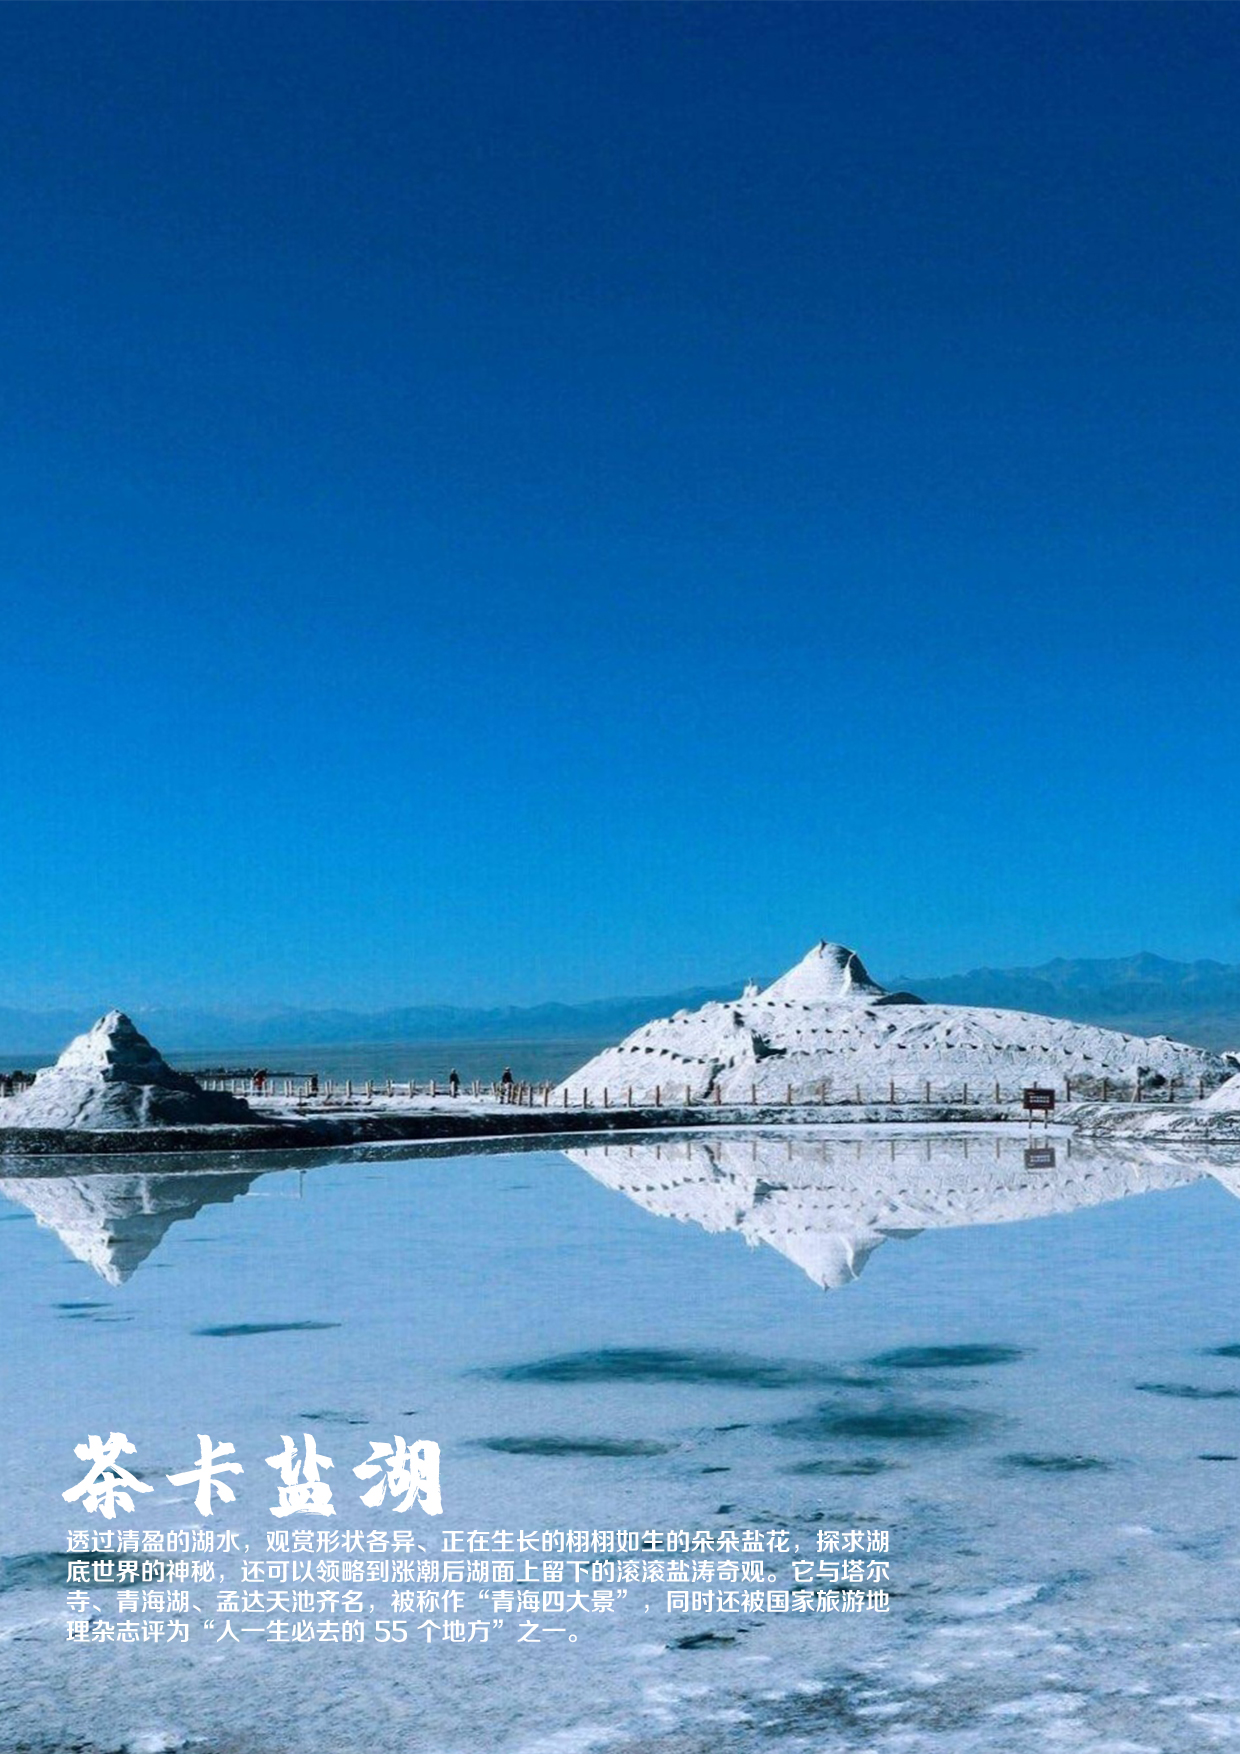 茶卡盐湖
透过清盈的湖水，观赏形状各异、正在生长的栩栩如生的朵朵盐花，探求湖
底世界的神秘，还可以领略到涨潮后湖面上留下的滚滚盐涛奇观。它与塔尔
寺、青海湖、孟达天池齐名，被称作“青海四大景”，同时还被国家旅游地
理杂志评为“人一生必去的 55 个地方”之一。